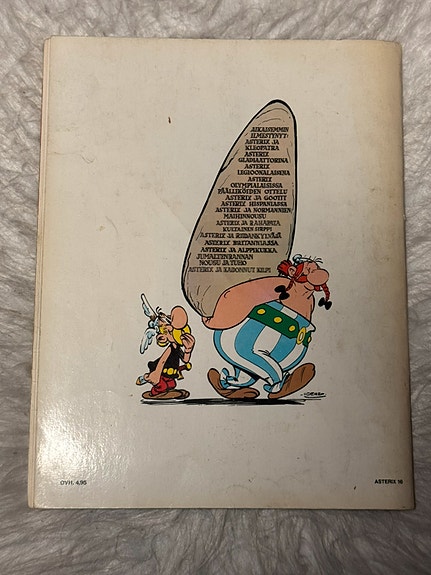 AIKAISEMMIN
ILMESTYNYT:
ASTERIX JA
KLEOPATRA
ASTERIX
GLADIAATTORINA
ASTERIX
LEGIOONALAISENA
ASTERIX
OLYMPIALAISISSA
PÄÄLLIKÖIDEN OTTELU
ASTERIX JA GOOTIT
ASTERIX HISPANIASSA
ASTERIX JA NORMANNIEN
MAIHINNOUSU
ASTERIX JA RAHAPATA
KULTAINEN SIRPPI
ASTERIX JA RIIDANKYLVÄJÄ
ASTERIX BRITANNIASSA
ASTERIX JA ALPPIKUKKA
JUMALTENRANNAN
NOUSU JA TUHO
ASTERIX JA KADONNUT KILPI
OVH. 4,95
ASTERIX 16